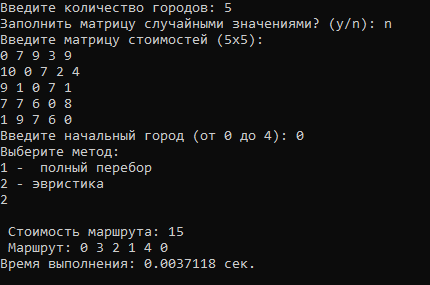 Введите количество городов: 5
Заполнить матрицу случайными значениями? (y/n): n
Введите матрицу стоимостей (5x5):
0 7 9 3 9
10 0 7 2 4
9 1 0 7 1
7 7 6 0 8
1 9 7 6 0
Введите начальный город (от 0 до 4): 0
Выберите метод:
1 -  полный перебор
2 - эвристика
2
Стоимость маршрута: 15
Маршрут: 0 3 2 1 4 0
Время выполнения: 0.0037118 сек.